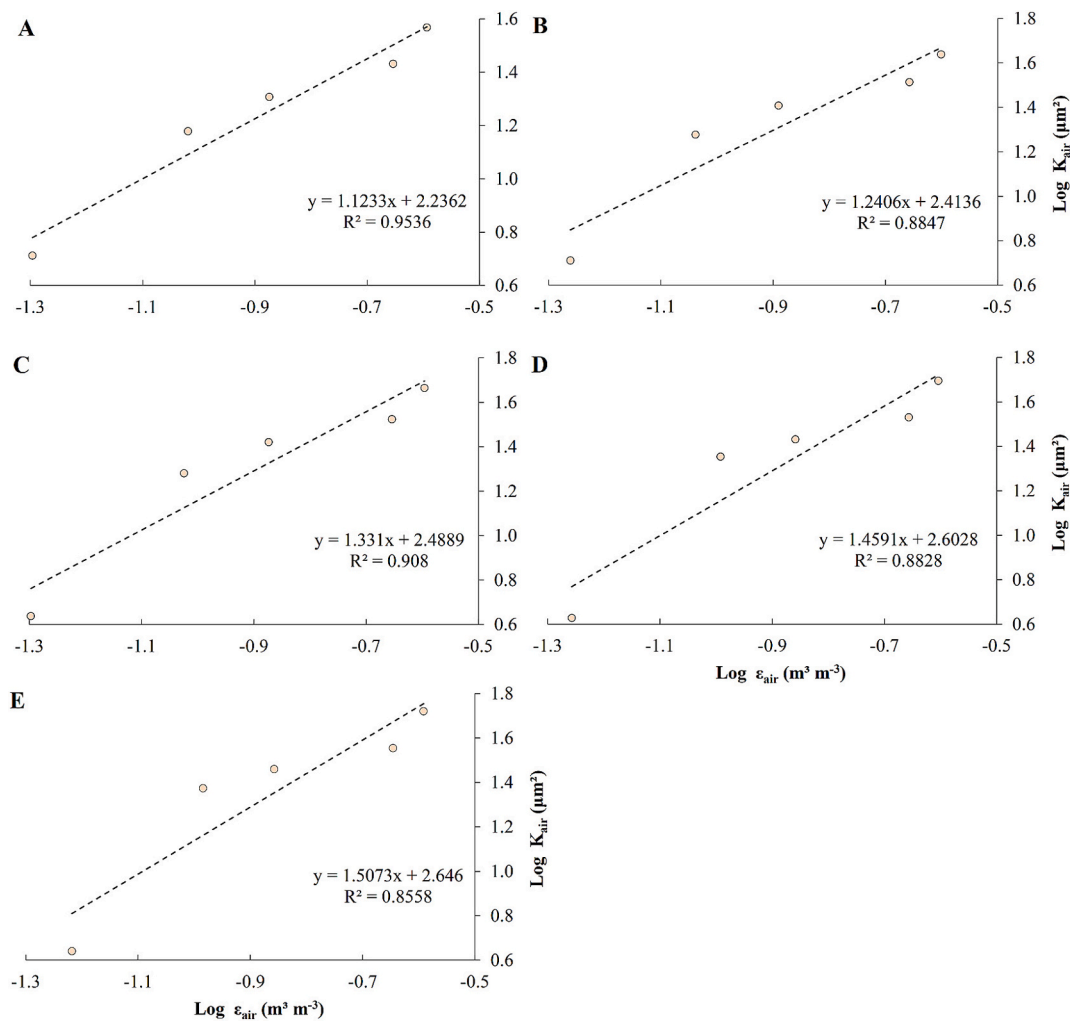 A
1.6
1.4
1.2
1.0
0.8
0.6
y = 1.1233x + 2.2362
R² = 0.9536
-1.3
-1.1
-0.9
-0.7
-0.5
B
1.8
1.6
1.4
1.2
1.0
0.8
0.6
Log Kair (µm²)
y = 1.2406x + 2.4136
R² = 0.8847
-1.3
-1.1
-0.9
-0.7
-0.5
C
1.8
1.6
1.4
1.2
1.0
0.8
0.6
y = 1.331x + 2.4889
R² = 0.908
-1.3
-1.1
-0.9
-0.7
-0.5
D
1.8
1.6
1.4
1.2
1.0
0.8
0.6
Log Kair (µm²)
y = 1.4591x + 2.6028
R² = 0.8828
-1.3
-1.1
-0.9
-0.7
-0.5
Log εair (m³ m⁻³)
E
1.8
1.6
1.4
1.2
1.0
0.8
0.6
Log Kair (µm²)
y = 1.5073x + 2.646
R² = 0.8558
-1.3
-1.1
-0.9
-0.7
-0.5
Log εair (m³ m⁻³)